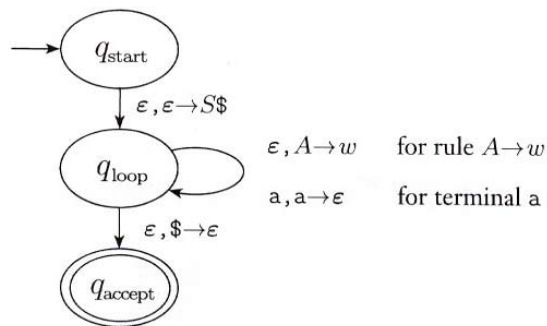 q_start
ε, ε→S$
q_loop
ε, A→w for rule A→w
a, a→ε for terminal a
ε, $→ε
q_accept